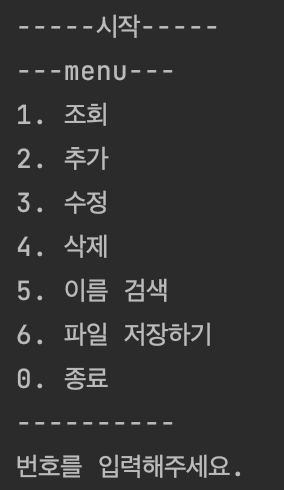 -----시작-----
---menu---
1. 조회
2. 추가
3. 수정
4. 삭제
5. 이름 검색
6. 파일 저장하기
0. 종료
----------
번호를 입력해주세요.